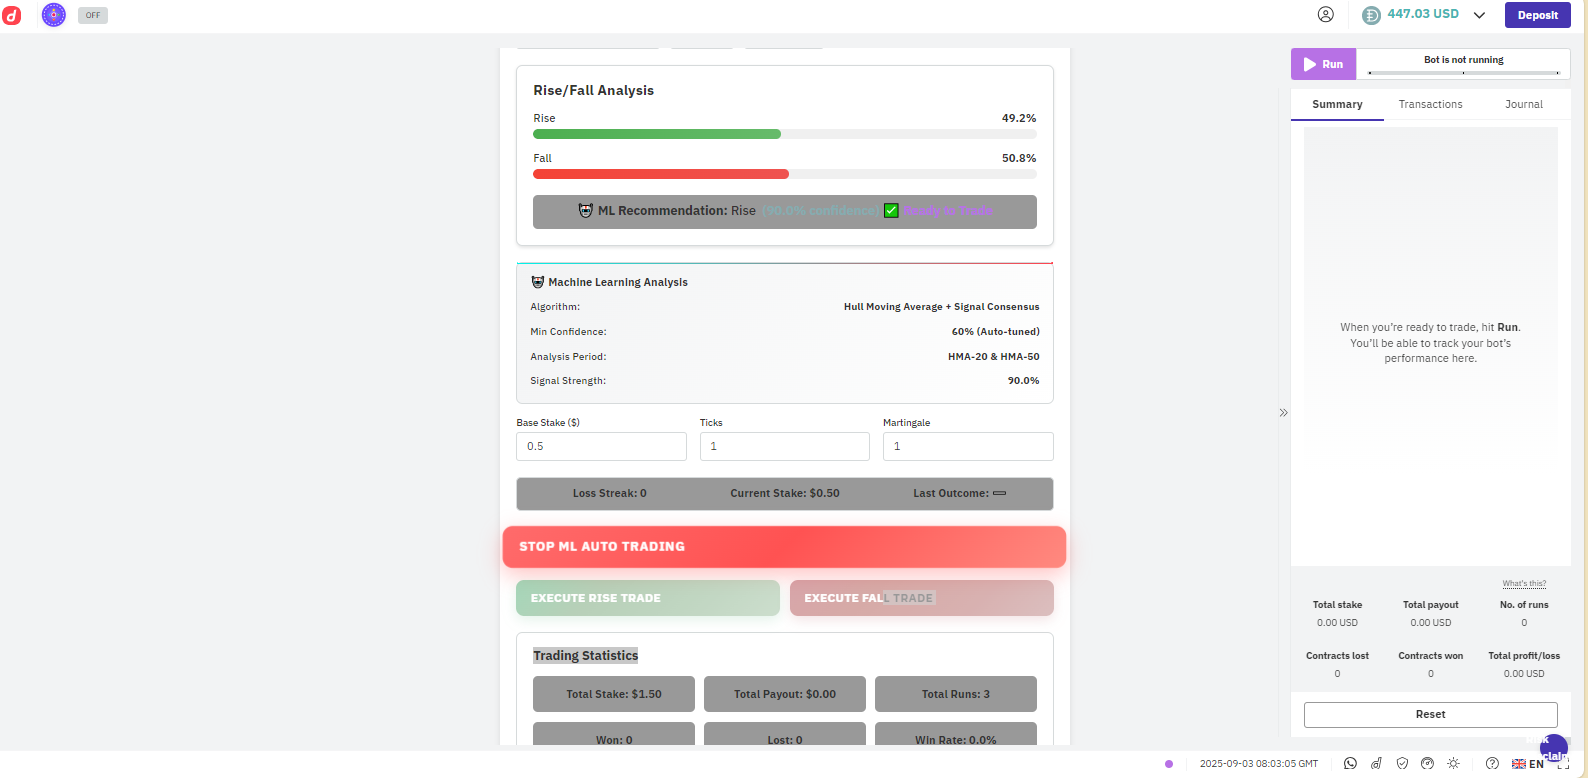 OFF
447.03 USD
Deposit
Rise/Fall Analysis
Rise 49.2%
Fall 50.8%
ML Recommendation: Rise (90.0% confidence) Ready to Trade
Machine Learning Analysis
Algorithm: Hull Moving Average + Signal Consensus
Min Confidence: 60% (Auto-tuned)
Analysis Period: HMA-20 & HMA-50
Signal Strength: 90.0%
Base Stake ($) Ticks Martingale
0.5 1 1
Loss Streak: 0 Current Stake: $0.50 Last Outcome:
STOP ML AUTO TRADING
EXECUTE RISE TRADE EXECUTE FALL TRADE
Trading Statistics
Total Stake: $1.50 Total Payout: $0.00 Total Runs: 3
Won: 0 Lost: 0 Win Rate: 0.0%
Run
Bot is not running
Summary Transactions Journal
When you're ready to trade, hit Run.
You'll be able to track your bot's
performance here.
What's this?
Total stake Total payout No. of runs
0.00 USD 0.00 USD 0
Contracts lost Contracts won Total profit/loss
0 0 0.00 USD
Reset
2025-09-03 08:03:05 GMT
EN